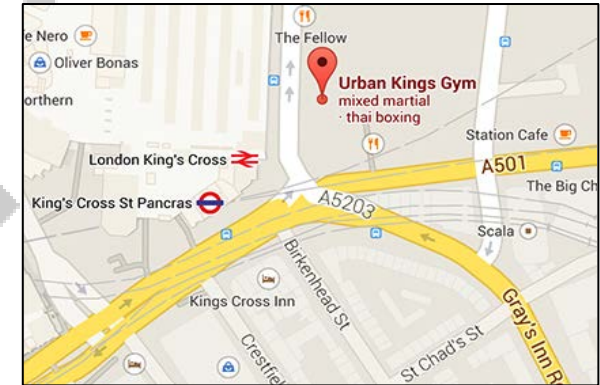 The Fellow
e Nero
Oliver Bonas
Urban Kings Gym
mixed martial
· thai boxing
orthern
Station Cafe
London King's Cross
A501
The Big Ch
King's Cross St Pancras
A5203
Scala
Birkenhead St
Kings Cross Inn
Gray's Inn R
St Chad's St
Crestfie